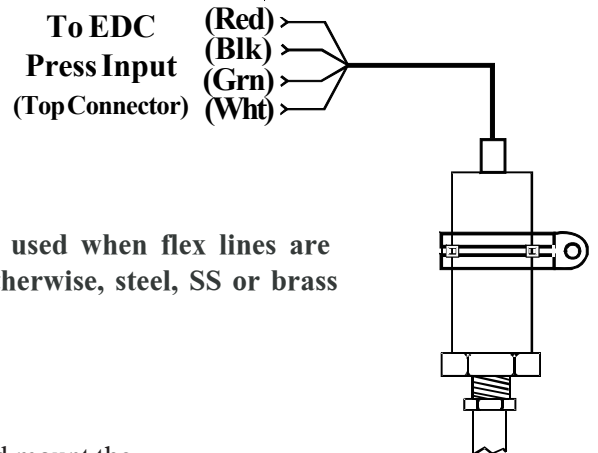 To EDC
Press Input
(Top Connector)
(Red)
(Blk)
(Grn)
(Wht)
used when flex lines are
therwise, steel, SS or brass
mount the